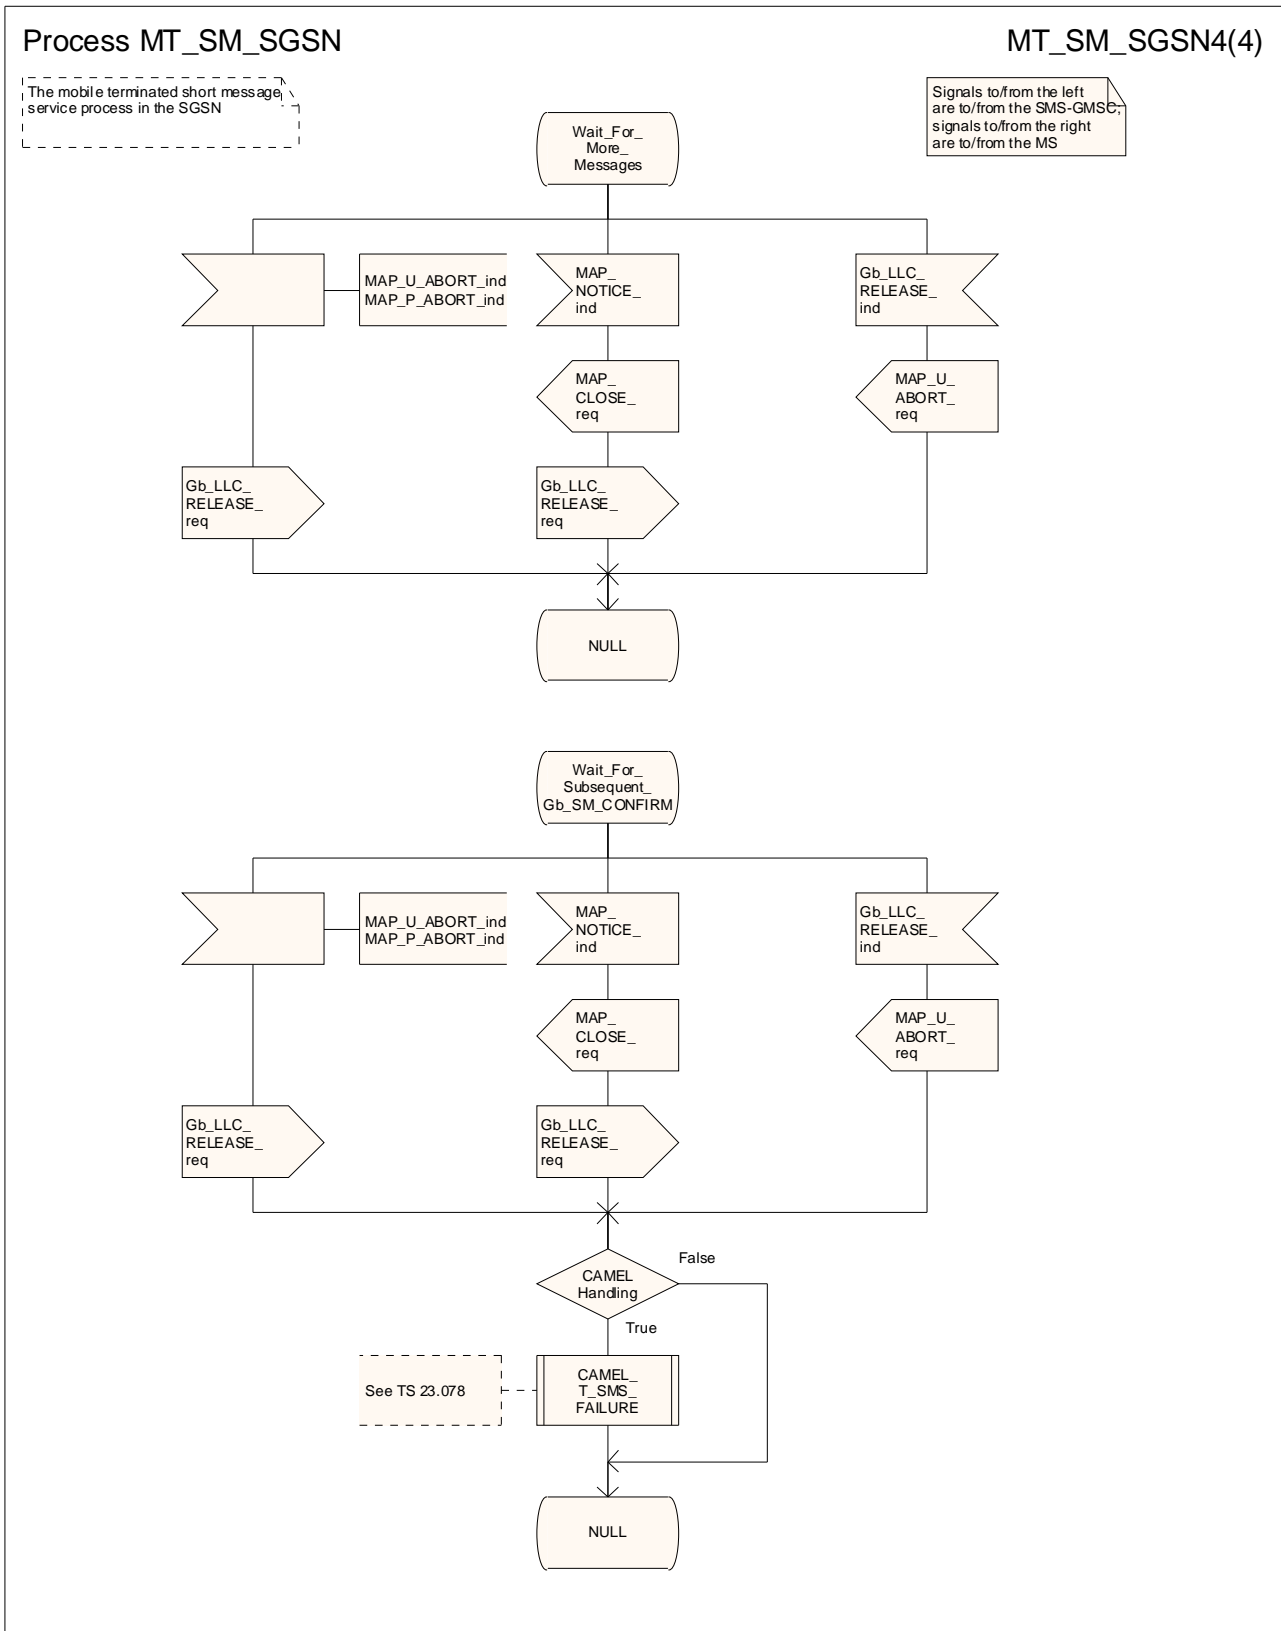 Process MT_SM_SGSN
MT_SM_SGSN4(4)
The mobile terminated short message
service process in the SGSN
Signals to/from the left
are to/from the SMS-GMSC;
signals to/from the right
are to/from the MS
Wait_For_
More_
Messages
MAP_U_ABORT_ind
MAP_P_ABORT_ind
MAP_
NOTICE_
ind
Gb_LLC_
RELEASE_
ind
MAP_
CLOSE_
req
MAP_U_
ABORT_
req
Gb_LLC_
RELEASE_
req
Gb_LLC_
RELEASE_
req
NULL
Wait_For_
Subsequent_
Gb_SM_CONFIRM
MAP_U_ABORT_ind
MAP_P_ABORT_ind
MAP_
NOTICE_
ind
Gb_LLC_
RELEASE_
ind
MAP_
CLOSE_
req
MAP_U_
ABORT_
req
Gb_LLC_
RELEASE_
req
Gb_LLC_
RELEASE_
req
CAMEL
Handling
False
True
See TS 23.078
CAMEL_
T_SMS_
FAILURE
NULL